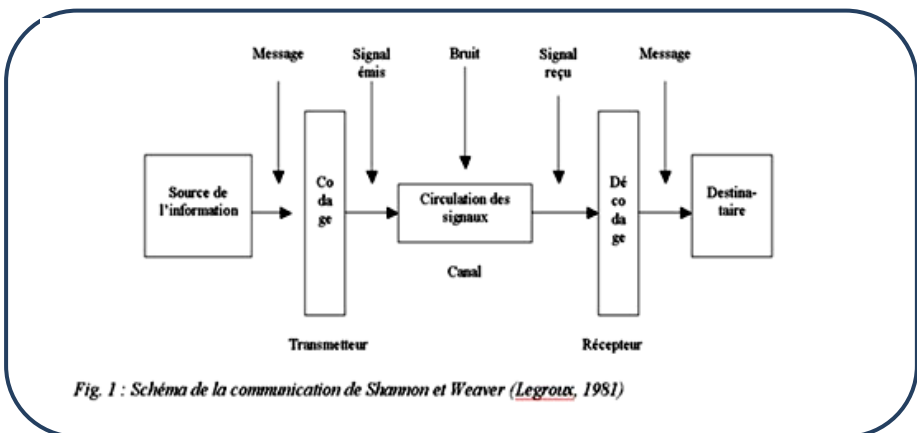 Message
Signal
émis
Bruit
Signal
reçu
Message
Source de
l'information
Co
da
ge
Circulation des
signaux
Dé
co
da
ge
Destina-
taire
Canal
Transmetteur
Récepteur
Fig. 1 : Schéma de la communication de Shannon et Weaver (Legroux, 1981)